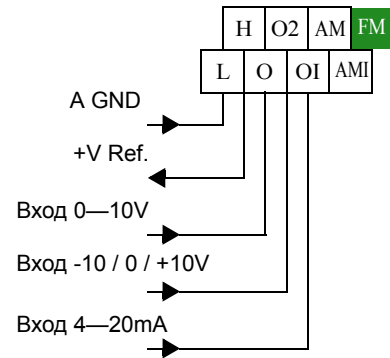 H O2 AM FM
L O OI AMI
A GND
+V Ref.
Вход 0—10V
Вход -10 / 0 / +10V
Вход 4—20mA